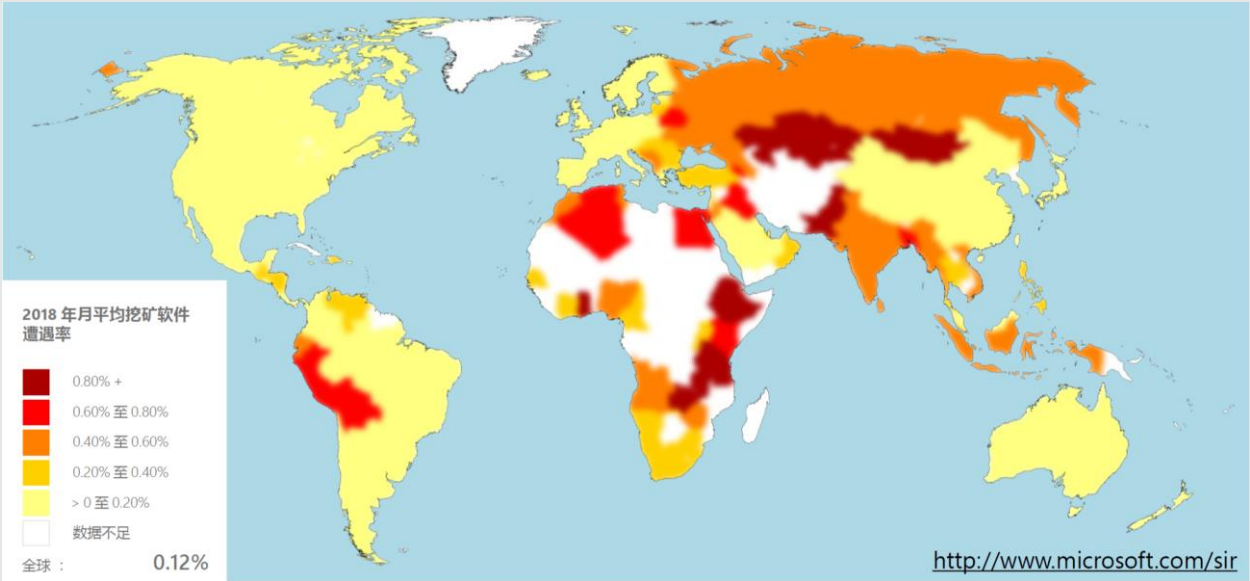 2018 年月平均挖矿软件
遭遇率
0.80% +
0.60% 至 0.80%
0.40% 至 0.60%
0.20% 至 0.40%
> 0 至 0.20%
数据不足
全球 : 0.12%
http://www.microsoft.com/sir